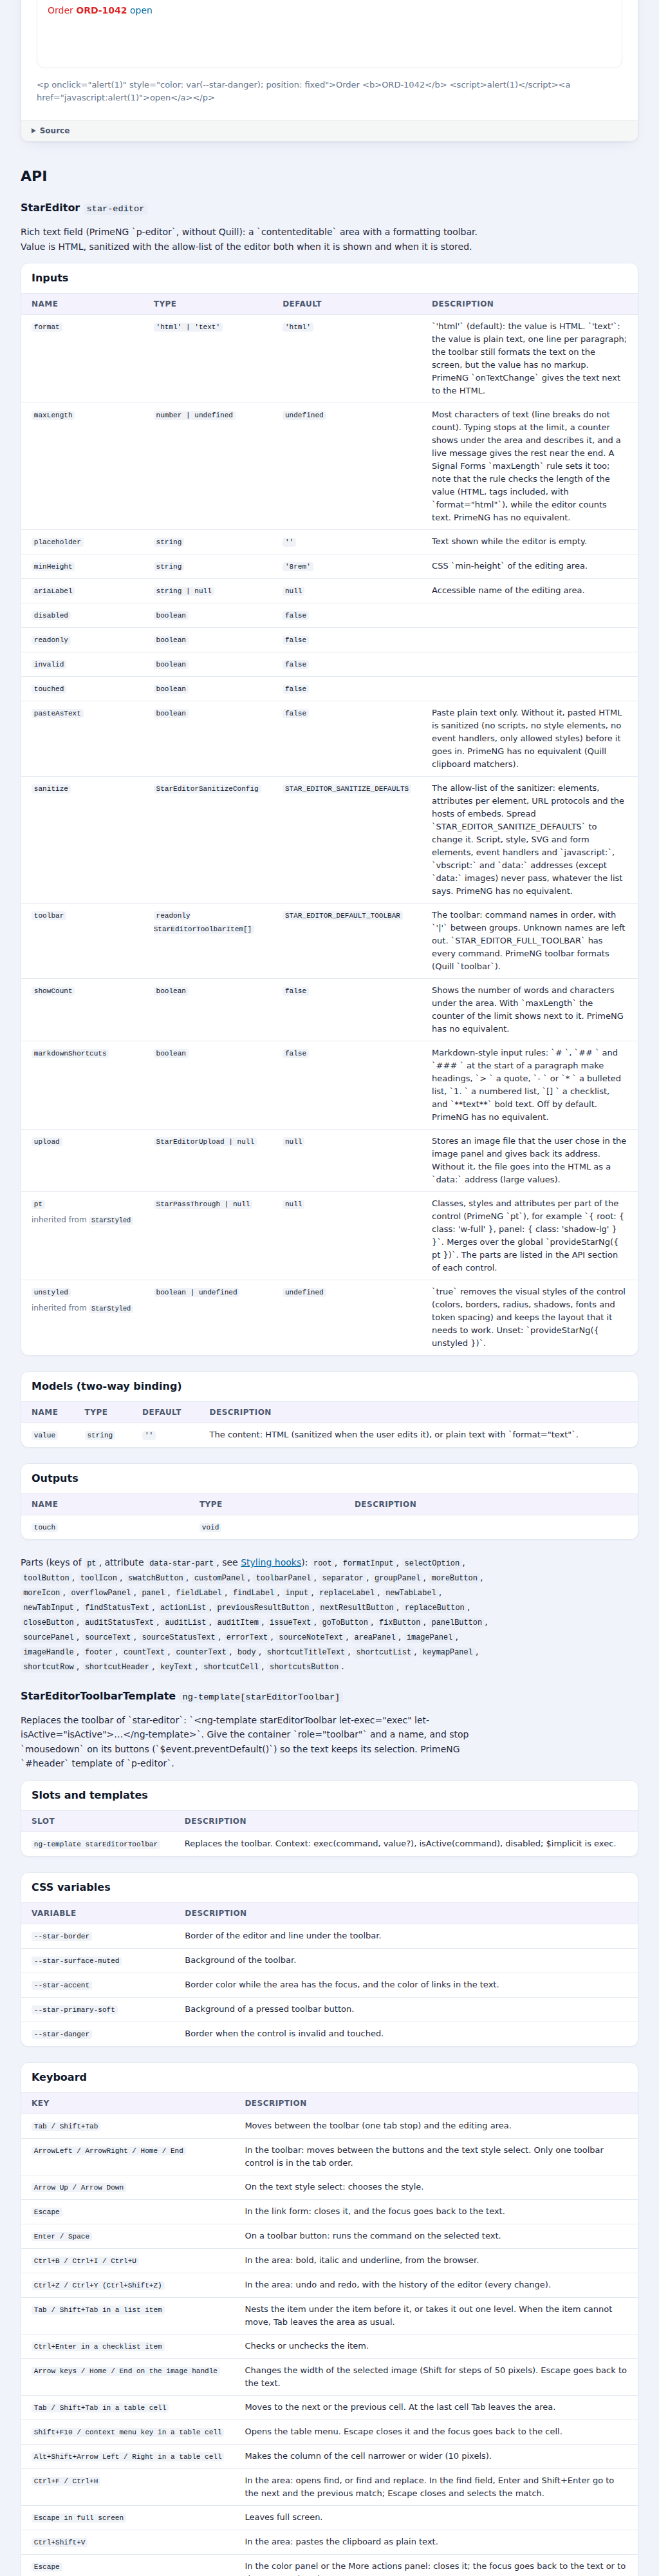 Order ORD-1042 open
<p onclick="alert(1)" style="color: var(--star-danger); position: fixed">Order <b>ORD-1042</b> <script>alert(1)</script><a
href="javascript:alert(1)">open</a></p>
Source
API
StarEditor star-editor
Rich text field (PrimeNG `p-editor`, without Quill): a `contenteditable` area with a formatting toolbar.
Value is HTML, sanitized with the allow-list of the editor both when it is shown and when it is stored.
Inputs
NAME TYPE DEFAULT DESCRIPTION
format 'html' | 'text' 'html' `'html'` (default): the value is HTML. `'text'`:
the value is plain text, one line per paragraph;
the toolbar still formats the text on the
screen, but the value has no markup.
PrimeNG `onTextChange` gives the text next
to the HTML.
maxLength number | undefined undefined Most characters of text (line breaks do not
count). Typing stops at the limit, a counter
shows under the area and describes it, and a
live message gives the rest near the end. A
Signal Forms `maxLength` rule sets it too;
note that the rule checks the length of the
value (HTML, tags included, with
`format="html"`), while the editor counts
text. PrimeNG has no equivalent.
placeholder string '' Text shown while the editor is empty.
minHeight string '8rem' CSS `min-height` of the editing area.
ariaLabel string | null null Accessible name of the editing area.
disabled boolean false
readonly boolean false
invalid boolean false
touched boolean false
pasteAsText boolean false Paste plain text only. Without it, pasted HTML
is sanitized (no scripts, no style elements, no
event handlers, only allowed styles) before it
goes in. PrimeNG has no equivalent (Quill
clipboard matchers).
sanitize StarEditorSanitizeConfig STAR_EDITOR_SANITIZE_DEFAULTS The allow-list of the sanitizer: elements,
attributes per element, URL protocols and the
hosts of embeds. Spread
`STAR_EDITOR_SANITIZE_DEFAULTS` to
change it. Script, style, SVG and form
elements, event handlers and `javascript:`,
`vbscript:` and `data:` addresses (except
`data:` images) never pass, whatever the list
says. PrimeNG has no equivalent.
toolbar readonly STAR_EDITOR_DEFAULT_TOOLBAR The toolbar: command names in order, with
StarEditorToolbarItem[] `'|'` between groups. Unknown names are left
out. `STAR_EDITOR_FULL_TOOLBAR` has
every command. PrimeNG toolbar formats
(Quill `toolbar`).
showCount boolean false Shows the number of words and characters
under the area. With `maxLength` the
counter of the limit shows next to it. PrimeNG
has no equivalent.
markdownShortcuts boolean false Markdown-style input rules: `# `, `## ` and
`### ` at the start of a paragraph make
headings, `> ` a quote, `- ` or `* ` a bulleted
list, `1. ` a numbered list, `[] ` a checklist,
and `**text**` bold text. Off by default.
PrimeNG has no equivalent.
upload StarEditorUpload | null null Stores an image file that the user chose in the
image panel and gives back its address.
Without it, the file goes into the HTML as a
`data:` address (large values).
pt StarPassThrough | null null Classes, styles and attributes per part of the
inherited from StarStyled control (PrimeNG `pt`), for example `{ root: {
class: 'w-full' }, panel: { class: 'shadow-lg' }
}`. Merges over the global `provideStarNg({
pt })`. The parts are listed in the API section
of each control.
unstyled boolean | undefined undefined `true` removes the visual styles of the control
inherited from StarStyled (colors, borders, radius, shadows, fonts and
token spacing) and keeps the layout that it
needs to work. Unset: `provideStarNg({
unstyled })`.
Models (two-way binding)
NAME TYPE DEFAULT DESCRIPTION
value string '' The content: HTML (sanitized when the user edits it), or plain text with `format="text"`.
Outputs
NAME TYPE DESCRIPTION
touch void
Parts (keys of pt, attribute data-star-part, see Styling hooks): root, formatInput, selectOption,
toolButton, toolIcon, swatchButton, customPanel, toolbarPanel, separator, groupPanel, moreButton,
moreIcon, overflowPanel, panel, fieldLabel, findLabel, input, replaceLabel, newTabLabel,
newTabInput, findStatusText, actionList, previousResultButton, nextResultButton, replaceButton,
closeButton, auditStatusText, auditList, auditItem, issueText, goToButton, fixButton, panelButton,
sourcePanel, sourceText, sourceStatusText, errorText, sourceNoteText, areaPanel, imagePanel,
imageHandle, footer, countText, counterText, body, shortcutTitleText, shortcutList, keymapPanel,
shortcutRow, shortcutHeader, keyText, shortcutCell, shortcutsButton.
StarEditorToolbarTemplate ng-template[starEditorToolbar]
Replaces the toolbar of `star-editor`: `<ng-template starEditorToolbar let-exec="exec" let-
isActive="isActive">…</ng-template>`. Give the container `role="toolbar"` and a name, and stop
`mousedown` on its buttons (`$event.preventDefault()`) so the text keeps its selection. PrimeNG
`#header` template of `p-editor`.
Slots and templates
SLOT DESCRIPTION
ng-template starEditorToolbar Replaces the toolbar. Context: exec(command, value?), isActive(command), disabled; $implicit is exec.
CSS variables
VARIABLE DESCRIPTION
--star-border Border of the editor and line under the toolbar.
--star-surface-muted Background of the toolbar.
--star-accent Border color while the area has the focus, and the color of links in the text.
--star-primary-soft Background of a pressed toolbar button.
--star-danger Border when the control is invalid and touched.
Keyboard
KEY DESCRIPTION
Tab / Shift+Tab Moves between the toolbar (one tab stop) and the editing area.
ArrowLeft / ArrowRight / Home / End In the toolbar: moves between the buttons and the text style select. Only one toolbar
control is in the tab order.
Arrow Up / Arrow Down On the text style select: chooses the style.
Escape In the link form: closes it, and the focus goes back to the text.
Enter / Space On a toolbar button: runs the command on the selected text.
Ctrl+B / Ctrl+I / Ctrl+U In the area: bold, italic and underline, from the browser.
Ctrl+Z / Ctrl+Y (Ctrl+Shift+Z) In the area: undo and redo, with the history of the editor (every change).
Tab / Shift+Tab in a list item Nests the item under the item before it, or takes it out one level. When the item cannot
move, Tab leaves the area as usual.
Ctrl+Enter in a checklist item Checks or unchecks the item.
Arrow keys / Home / End on the image handle Changes the width of the selected image (Shift for steps of 50 pixels). Escape goes back to
the text.
Tab / Shift+Tab in a table cell Moves to the next or the previous cell. At the last cell Tab leaves the area.
Shift+F10 / context menu key in a table cell Opens the table menu. Escape closes it and the focus goes back to the cell.
Alt+Shift+Arrow Left / Right in a table cell Makes the column of the cell narrower or wider (10 pixels).
Ctrl+F / Ctrl+H In the area: opens find, or find and replace. In the find field, Enter and Shift+Enter go to
the next and the previous match; Escape closes and selects the match.
Escape in full screen Leaves full screen.
Ctrl+Shift+V In the area: pastes the clipboard as plain text.
Escape In the color panel or the More actions panel: closes it; the focus goes back to the text or to